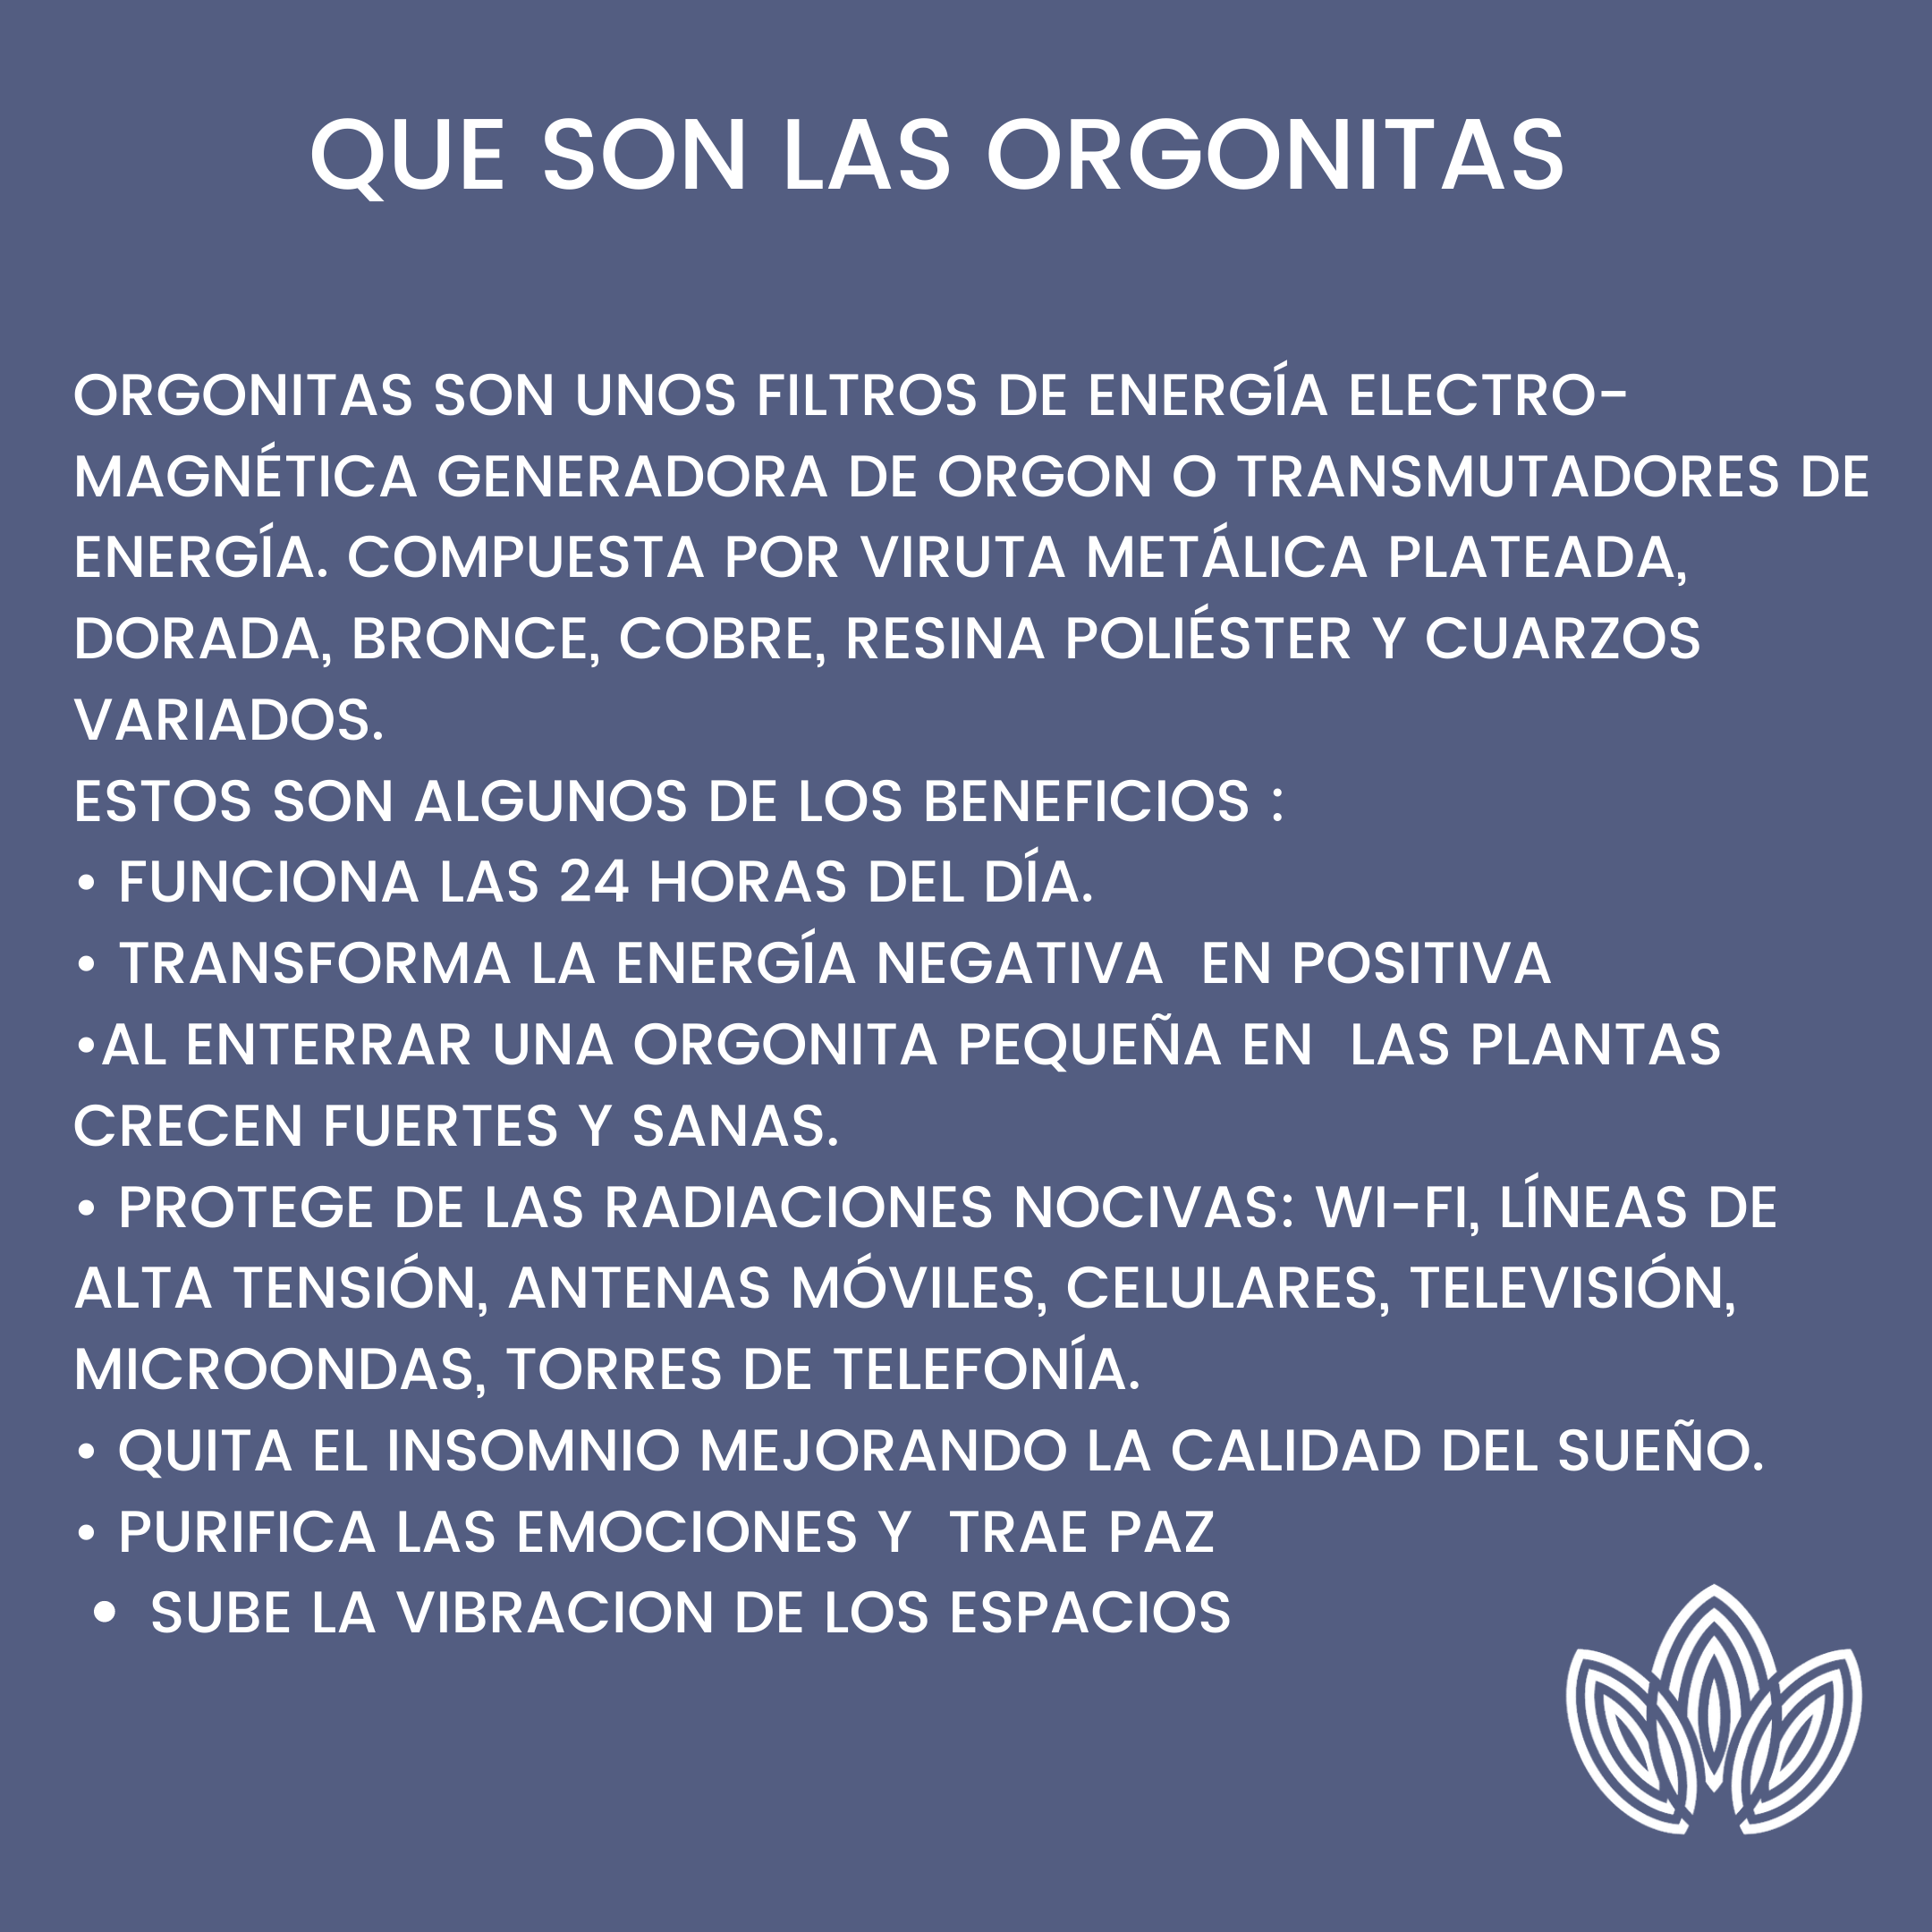 QUE SON LAS ORGONITAS
ORGONITAS SON UNOS FILTROS DE ENERGÍA ELECTRO-
MAGNÉTICA GENERADORA DE ORGON O TRANSMUTADORES DE
ENERGÍA. COMPUESTA POR VIRUTA METÁLICA PLATEADA,
DORADA, BRONCE, COBRE, RESINA POLIÉSTER Y CUARZOS
VARIADOS.
ESTOS SON ALGUNOS DE LOS BENEFICIOS :
• FUNCIONA LAS 24 HORAS DEL DÍA.
• TRANSFORMA LA ENERGÍA NEGATIVA  EN POSITIVA
•AL ENTERRAR UNA ORGONITA PEQUEÑA EN  LAS PLANTAS
CRECEN FUERTES Y SANAS.
• PROTEGE DE LAS RADIACIONES NOCIVAS: WI-FI, LÍNEAS DE
ALTA TENSIÓN, ANTENAS MÓVILES, CELULARES, TELEVISIÓN,
MICROONDAS, TORRES DE TELEFONÍA.
• QUITA EL INSOMNIO MEJORANDO LA CALIDAD DEL SUEÑO.
• PURIFICA LAS EMOCIONES Y  TRAE PAZ
• SUBE LA VIBRACION DE LOS ESPACIOS